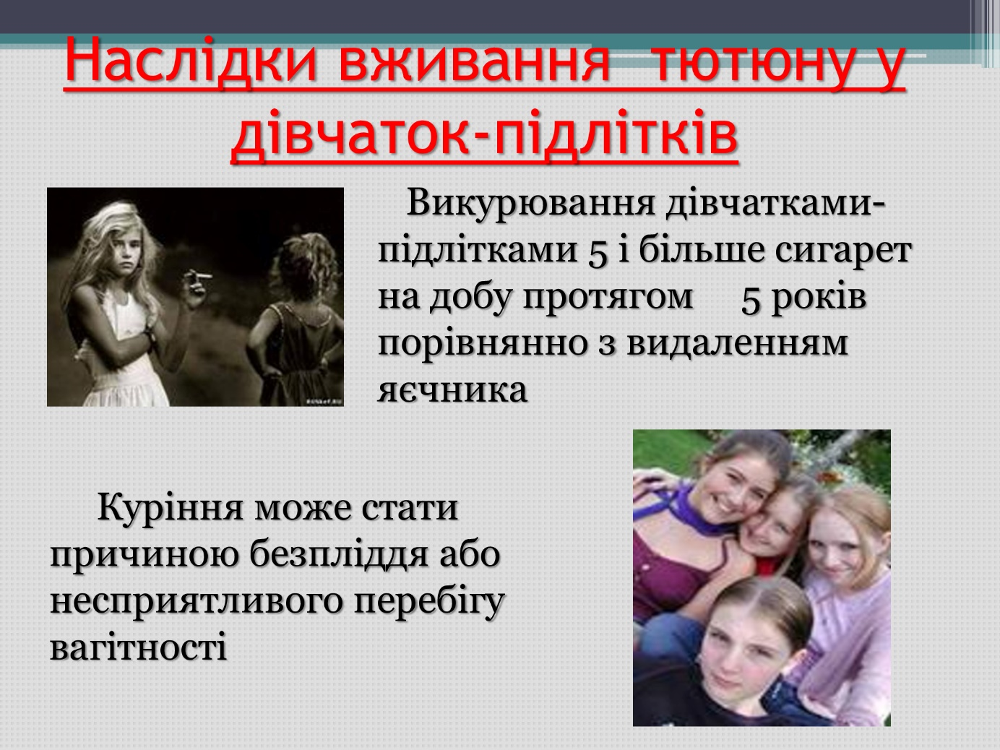 Наслідки вживання тютюну у
дівчаток-підлітків
Викурювання дівчатками-
підлітками 5 і більше сигарет
на добу протягом 5 років
порівнянно з видаленням
яєчника
Куріння може стати
причиною безпліддя або
несприятливого перебігу
вагітності